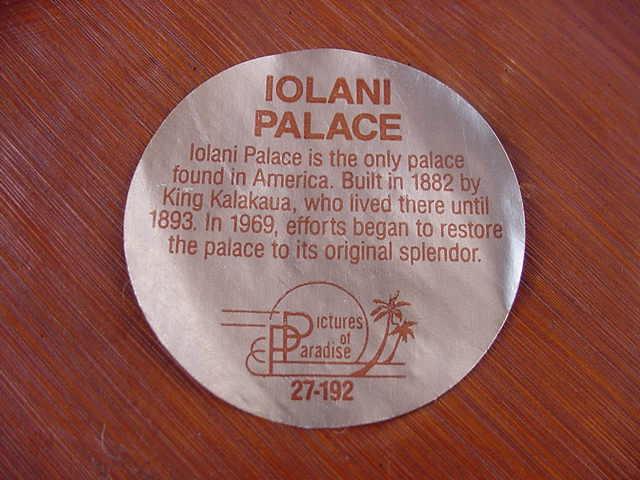 IOLANI
PALACE
Iolani Palace is the only palace
found in America. Built in 1882 by
King Kalakaua, who lived there until
1893. In 1969, efforts began to restore
the palace to its original splendor.
Pictures
of
Paradise
27-192